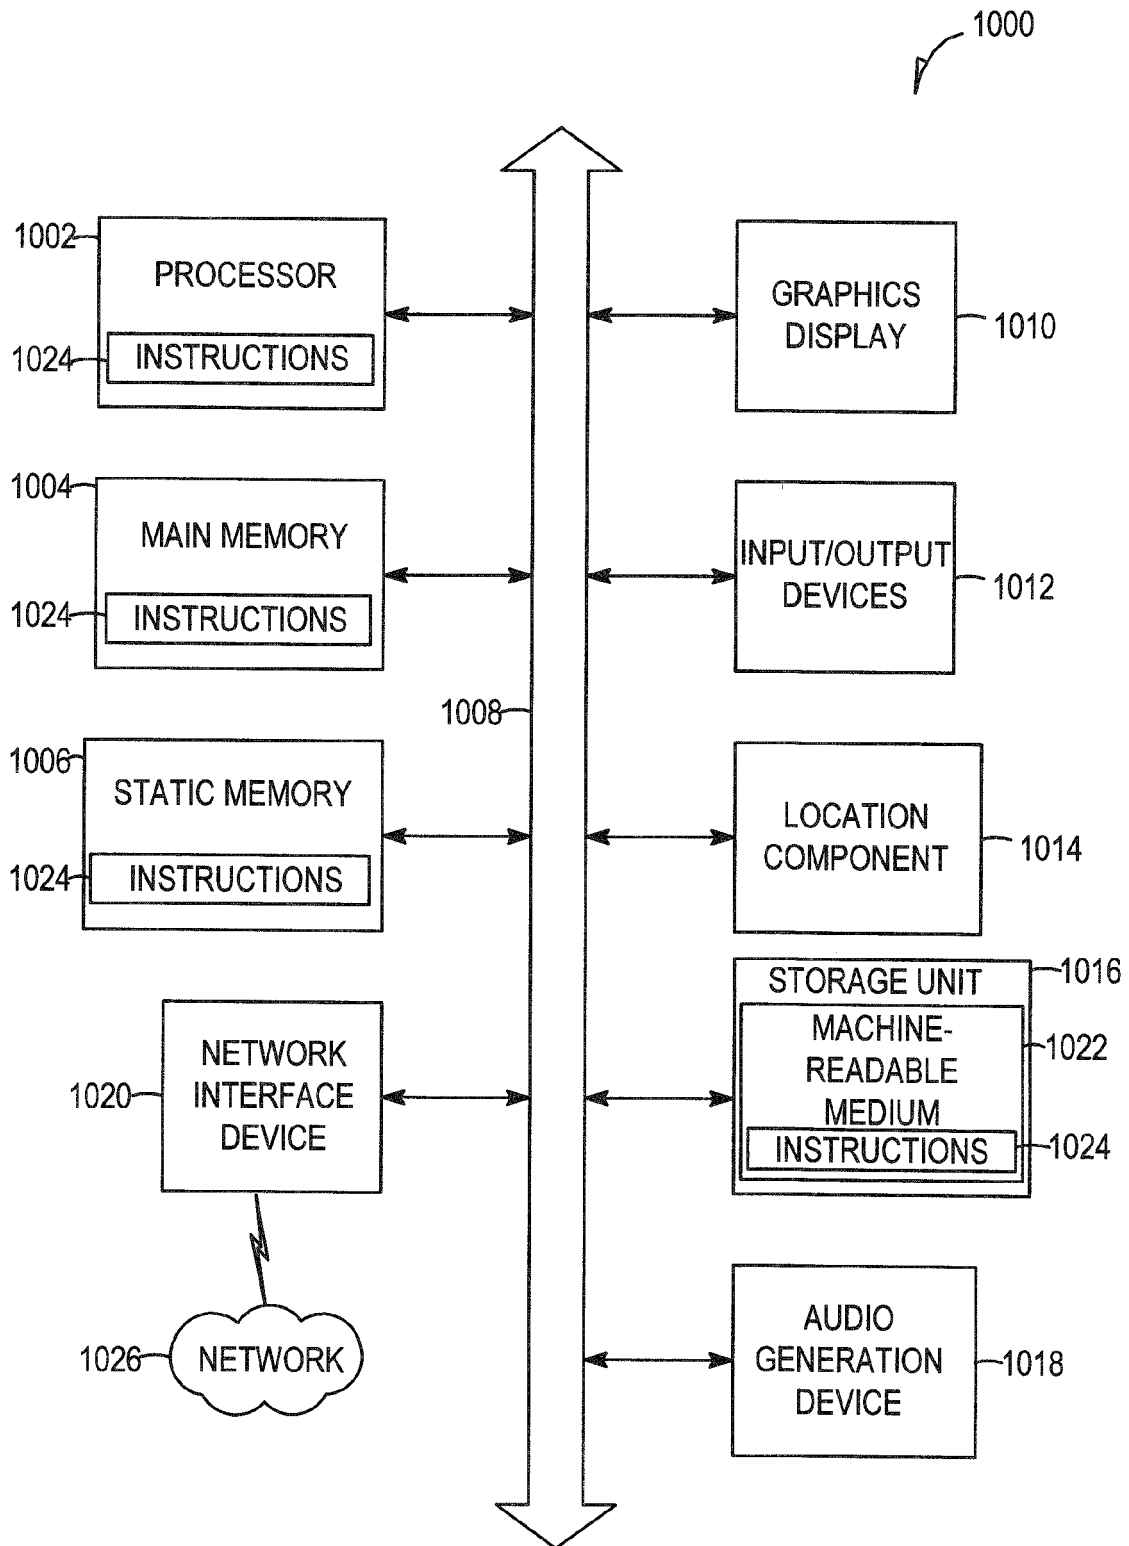 1000
1002
PROCESSOR
1024
INSTRUCTIONS
GRAPHICS
DISPLAY
1010
1004
MAIN MEMORY
1024
INSTRUCTIONS
INPUT/OUTPUT
DEVICES
1012
1008
1006
STATIC MEMORY
1024
INSTRUCTIONS
LOCATION
COMPONENT
1014
1020
NETWORK
INTERFACE
DEVICE
STORAGE UNIT
1016
MACHINE-
READABLE
MEDIUM
1022
INSTRUCTIONS
1024
1026
NETWORK
AUDIO
GENERATION
DEVICE
1018